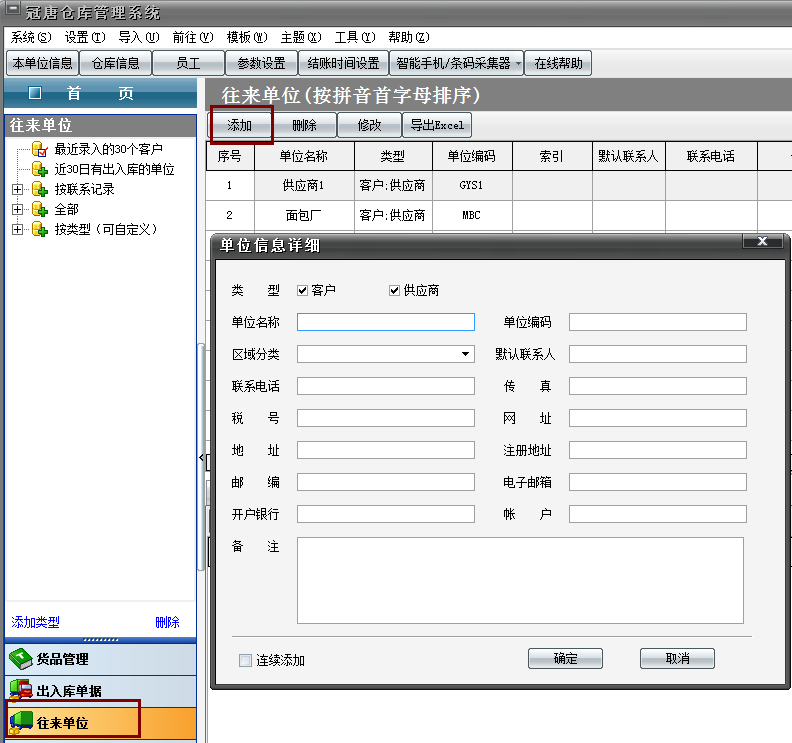 冠唐仓库管理系统
系统(S) 设置(T) 导入(U) 前往(V) 模板(W) 主题(X) 工具(Y) 帮助(Z)
本单位信息 仓库信息 员工 参数设置 结账时间设置 智能手机/条码采集器 在线帮助
首 页
往来单位(按拼音首字母排序)
往来单位
添加 删除 修改 导出Excel
最近录入的30个客户
近30日有出入库的单位
按联系记录
全部
按类型（可自定义）
序号 单位名称 类型 单位编码 索引 默认联系人 联系电话
1 供应商1 客户;供应商 GYS1
2 面包厂 客户;供应商 MBC
单位信息详细 X
类 型 客户 供应商
单位名称 单位编码
区域分类 默认联系人
联系电话 传 真
税 号 网 址
地 址 注册地址
邮 编 电子邮箱
开户银行 帐 户
备 注
连续添加 确定 取消
添加类型 删除
货品管理
出入库单据
往来单位